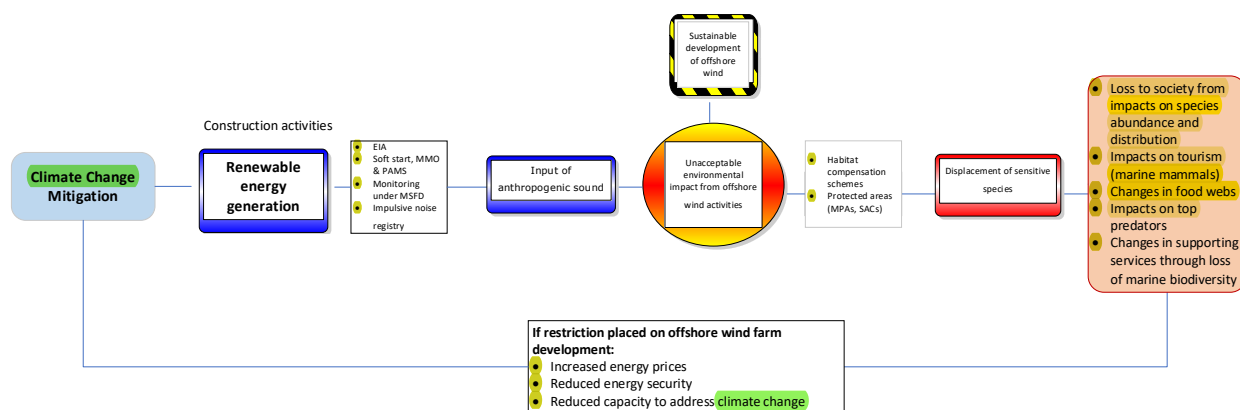 Sustainable
development
of offshore
wind
Construction activities
Climate Change
Mitigation
Renewable
energy
generation
• EIA
• Soft start, MMO
& PAMS
• Monitoring
under MSFD
• Impulsive noise
registry
Input of
anthropogenic sound
Unacceptable
environmental
impact from offshore
wind activities
• Habitat
compensation
schemes
• Protected areas
(MPAs, SACs)
Displacement of sensitive
species
• Loss to society from
impacts on species
abundance and
distribution
• Impacts on tourism
(marine mammals)
• Changes in food webs
• Impacts on top
predators
• Changes in supporting
services through loss
of marine biodiversity
If restriction placed on offshore wind farm
development:
• Increased energy prices
• Reduced energy security
• Reduced capacity to address climate change